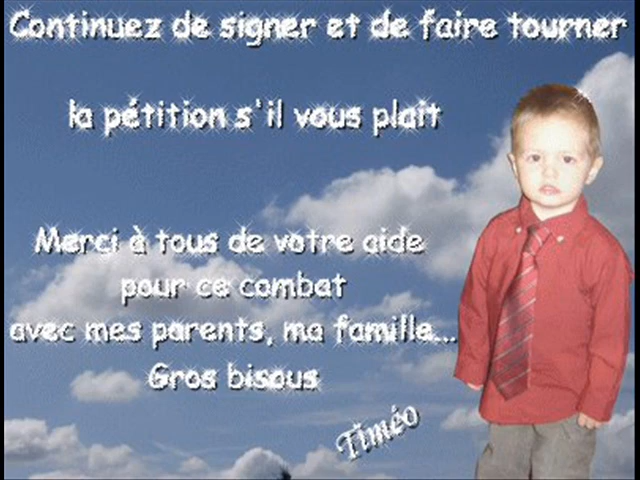 Continuez de signer et de faire tourner
la pétition s'il vous plait
Merci à tous de votre aide
pour ce combat
avec mes parents, ma famille...
Gros bisous
Timéo